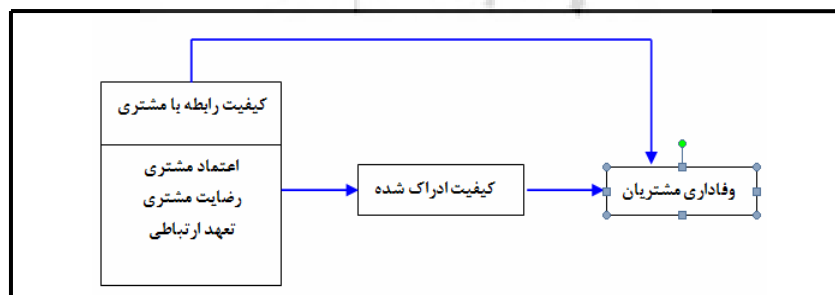 کیفیت رابطه با مشتری
اعتماد مشتری
رضایت مشتری
تعهد ارتباطی
کیفیت ادراک شده
وفاداری مشتریان